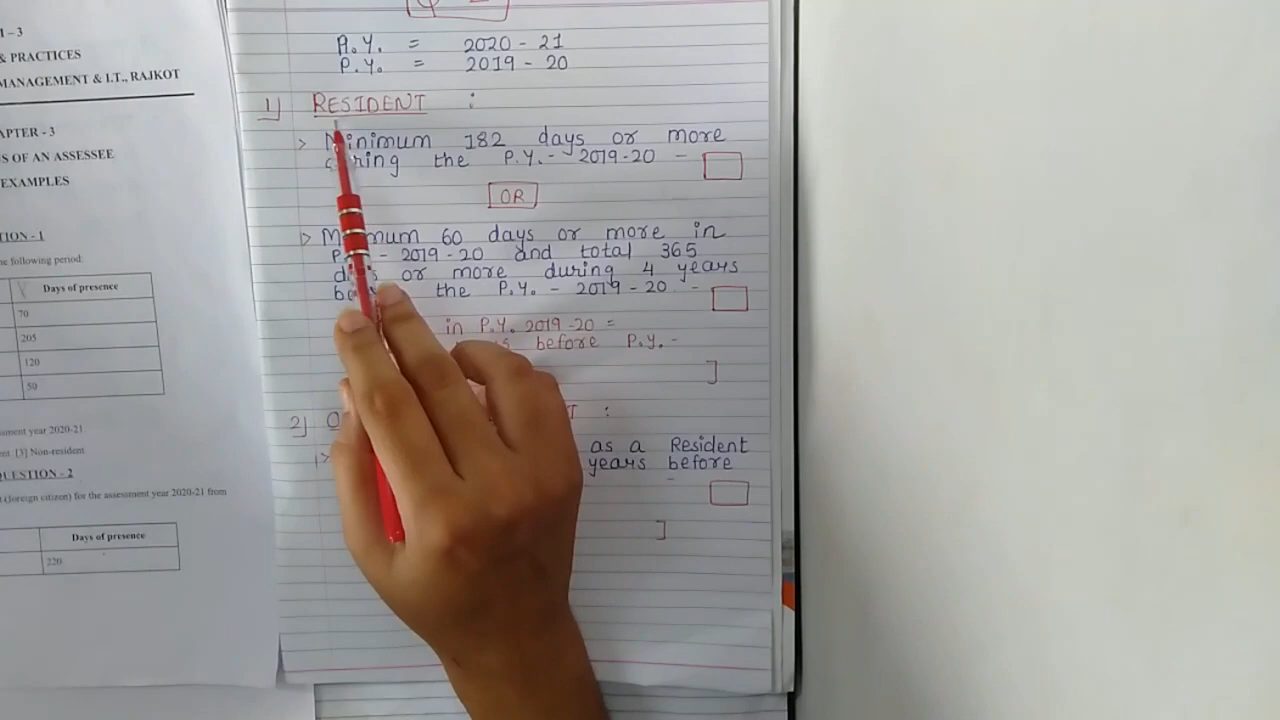 - 3
& PRACTICES
MANAGEMENT & I.T., RAJKOT
APTER - 3
S OF AN ASSESSEE
EXAMPLES
TION - 1
he following period:
Days of presence
70
205
120
50
sment year 2020-21
nt. [3] Non-resident
QUESTION - 2
t (foreign citizen) for the assessment year 2020-21 from
Days of presence
220
A.Y. = 2020 - 21
P.Y. = 2019 - 20
1] RESIDENT :
> Minimum 182 days or more
during the P.Y.- 2019-20 -
OR
> Minimum 60 days or more in
P - 2019-20 and total 365
days or more during 4 years
the P.Y. - 2019-20 -
in P.Y. 2019-20 =
before P.Y.-
]
2] :
as a Resident
years before
]